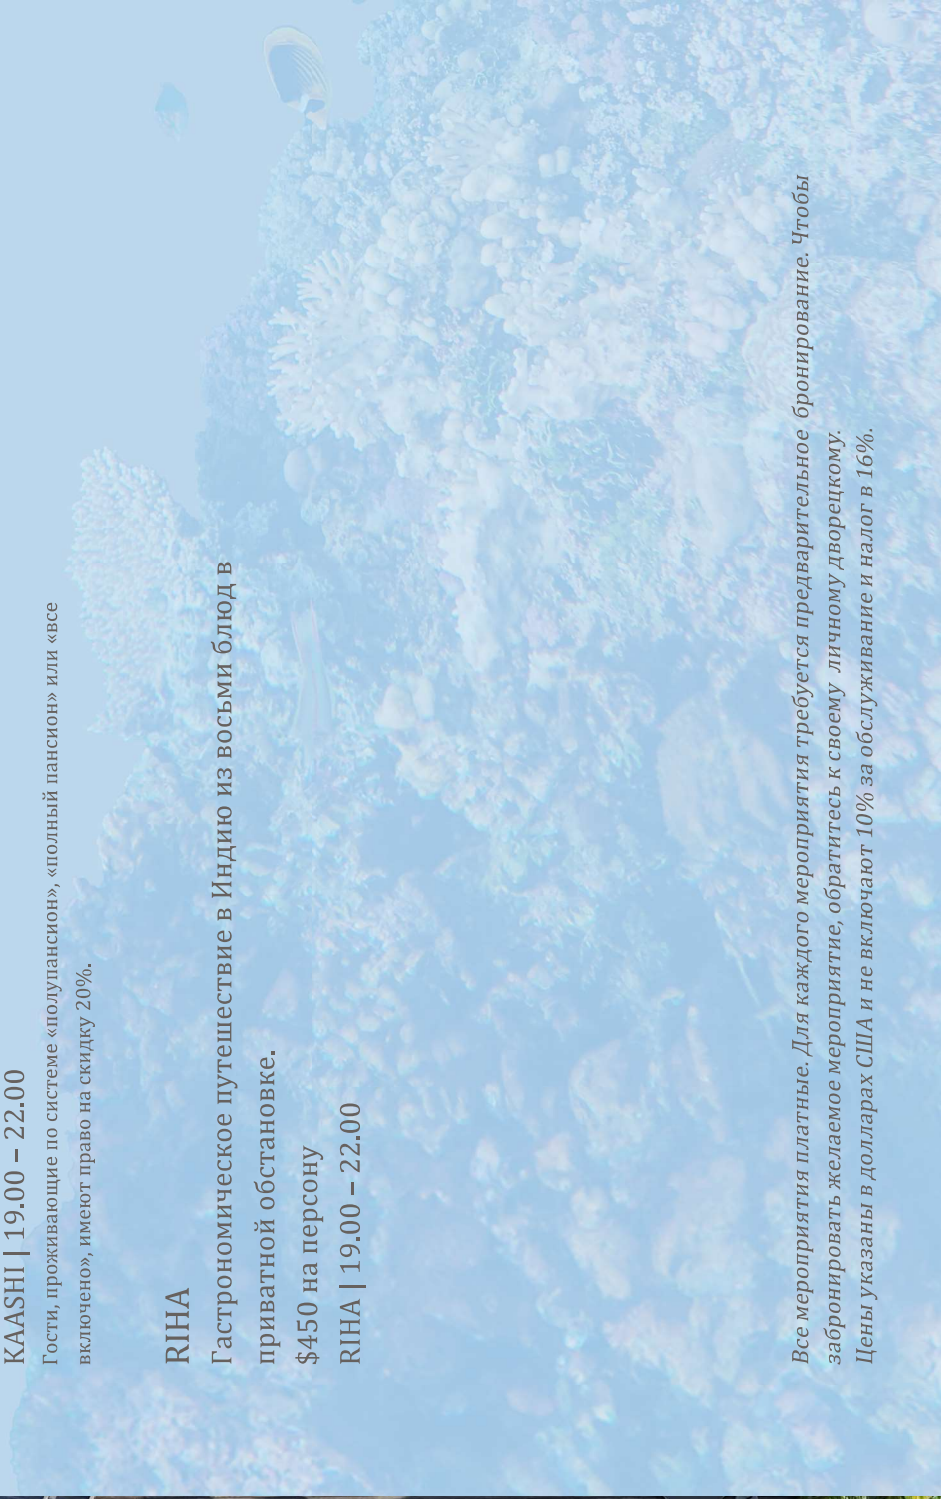 KAASHI | 19.00 – 22.00
Гости, проживающие по системе «полупансион», «полный пансион» или «все
включено», имеют право на скидку 20%.
RIHA
Гастрономическое путешествие в Индию из восьми блюд в
приватной обстановке.
$450 на персону
RIHA | 19.00 – 22.00
Все мероприятия платные. Для каждого мероприятия требуется предварительное бронирование. Чтобы
забронировать желаемое мероприятие, обратитесь к своему личному дворецкому.
Цены указаны в долларах США и не включают 10% за обслуживание и налог в 16%.